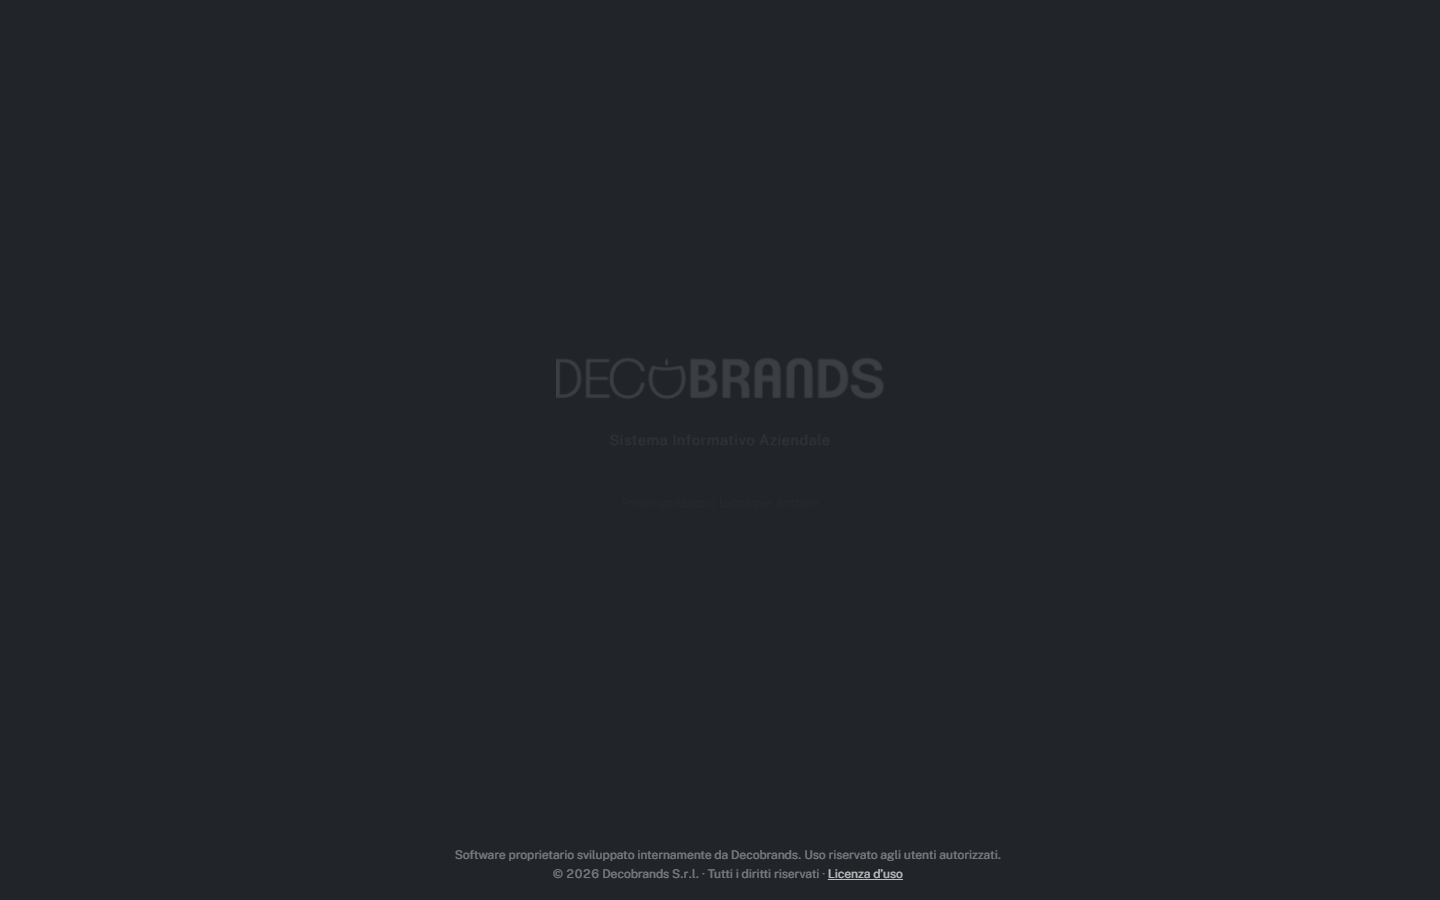 DECOBRANDS
Sistema Informativo Aziendale
Software proprietario sviluppato internamente da Decobrands. Uso riservato agli utenti autorizzati.
© 2026 Decobrands S.r.l. · Tutti i diritti riservati · Licenza d'uso